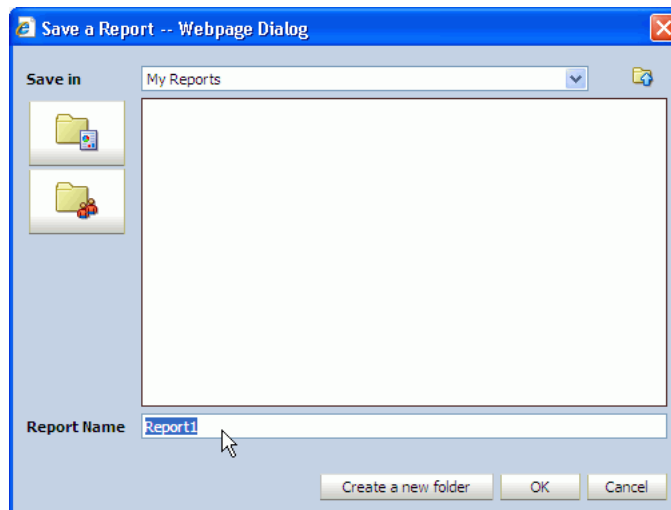 Save a Report -- Webpage Dialog
Save in
My Reports
Report Name
Report1
Create a new folder
OK
Cancel